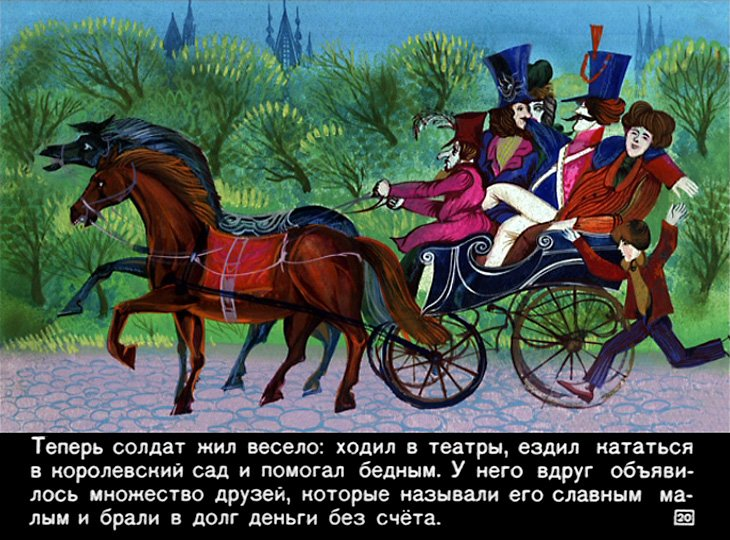 Теперь солдат жил весело: ходил в театры, ездил кататься
в королевский сад и помогал бедным. У него вдруг объяви-
лось множество друзей, которые называли его славным ма-
лым и брали в долг деньги без счёта.
20